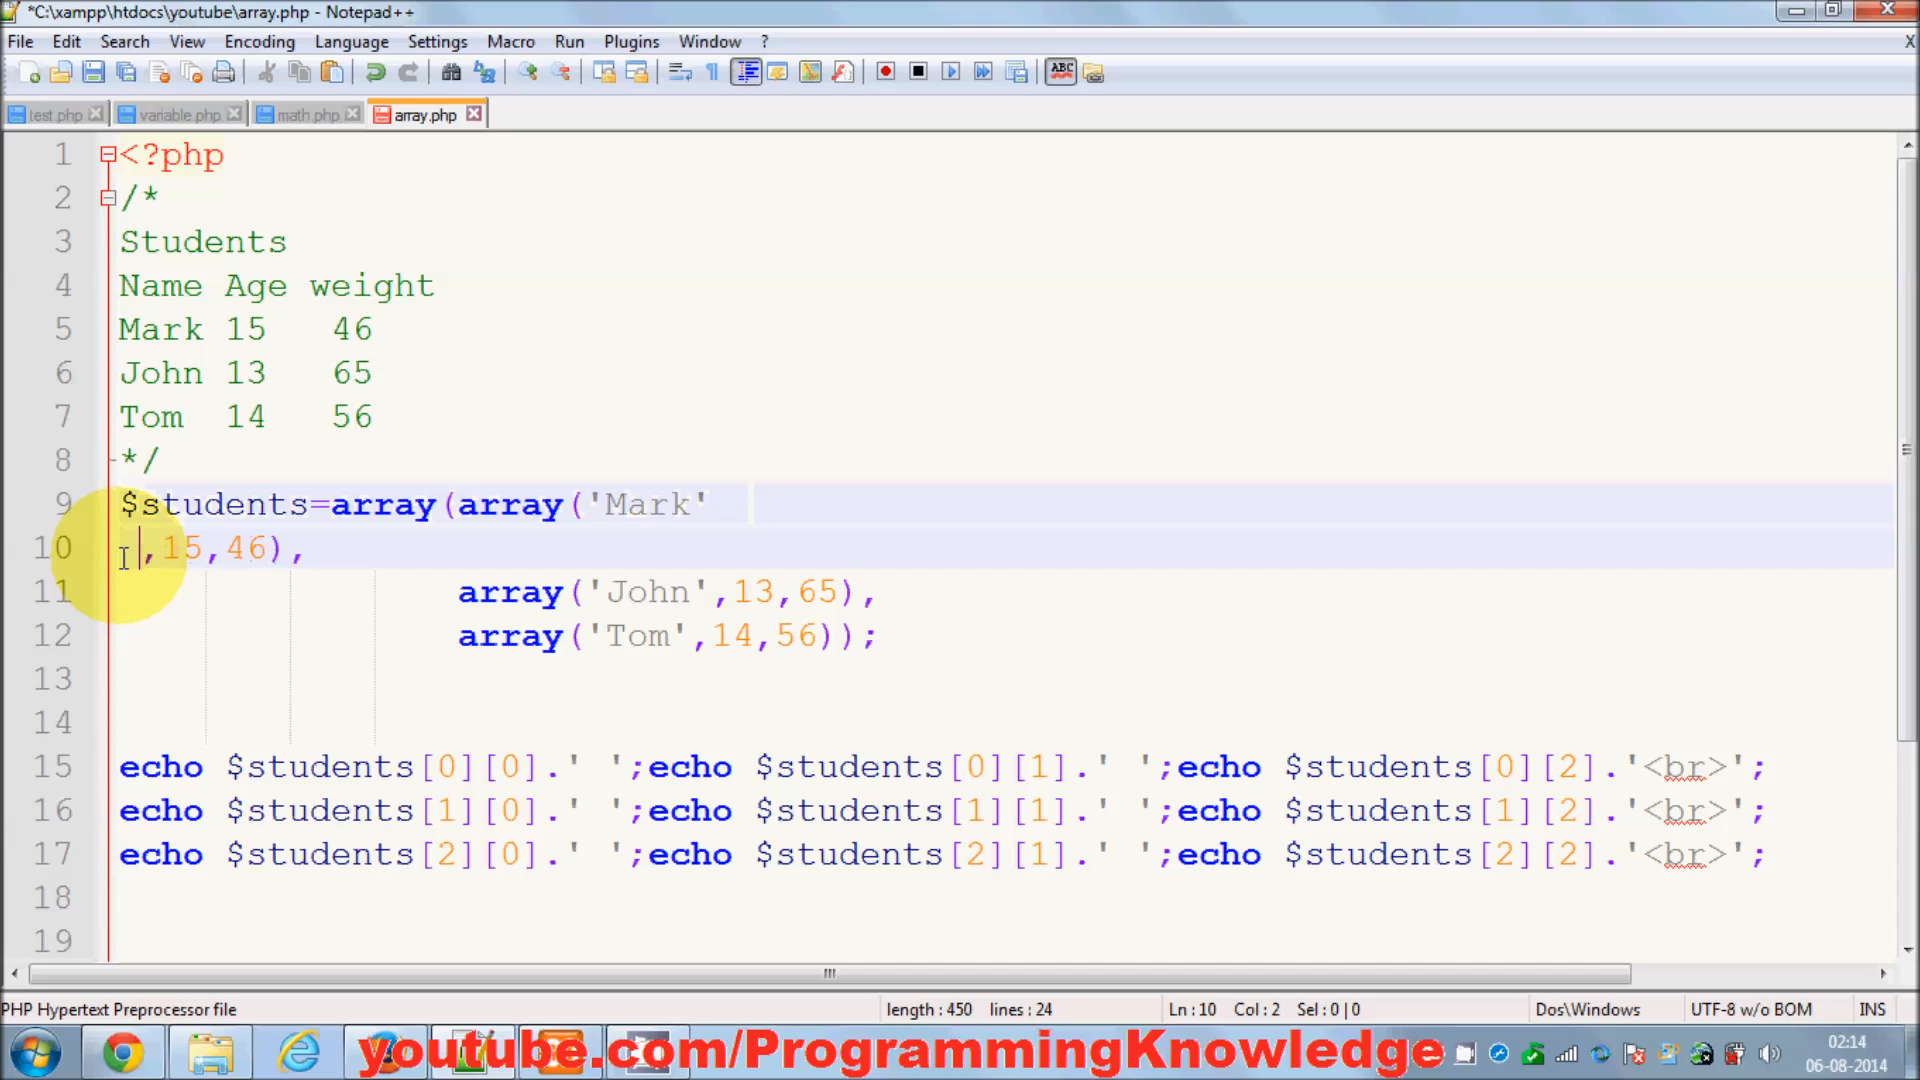 *C:\xampp\htdocs\youtube\array.php - Notepad++
File Edit Search View Encoding Language Settings Macro Run Plugins Window ? X
ABC
test.php variable.php math.php array.php
1 <?php
2 /*
3 Students
4 Name Age weight
5 Mark 15 46
6 John 13 65
7 Tom 14 56
8 */
9 $students=array(array('Mark'
10 ,15,46),
11 array('John',13,65),
12 array('Tom',14,56));
13
14
15 echo $students[0][0].' ';echo $students[0][1].' ';echo $students[0][2].'<br>';
16 echo $students[1][0].' ';echo $students[1][1].' ';echo $students[1][2].'<br>';
17 echo $students[2][0].' ';echo $students[2][1].' ';echo $students[2][2].'<br>';
18
19
PHP Hypertext Preprocessor file length : 450 lines : 24 Ln : 10 Col : 2 Sel : 0 | 0 Dos\Windows UTF-8 w/o BOM INS
youtube.com/ProgrammingKnowledge
02:14
06-08-2014